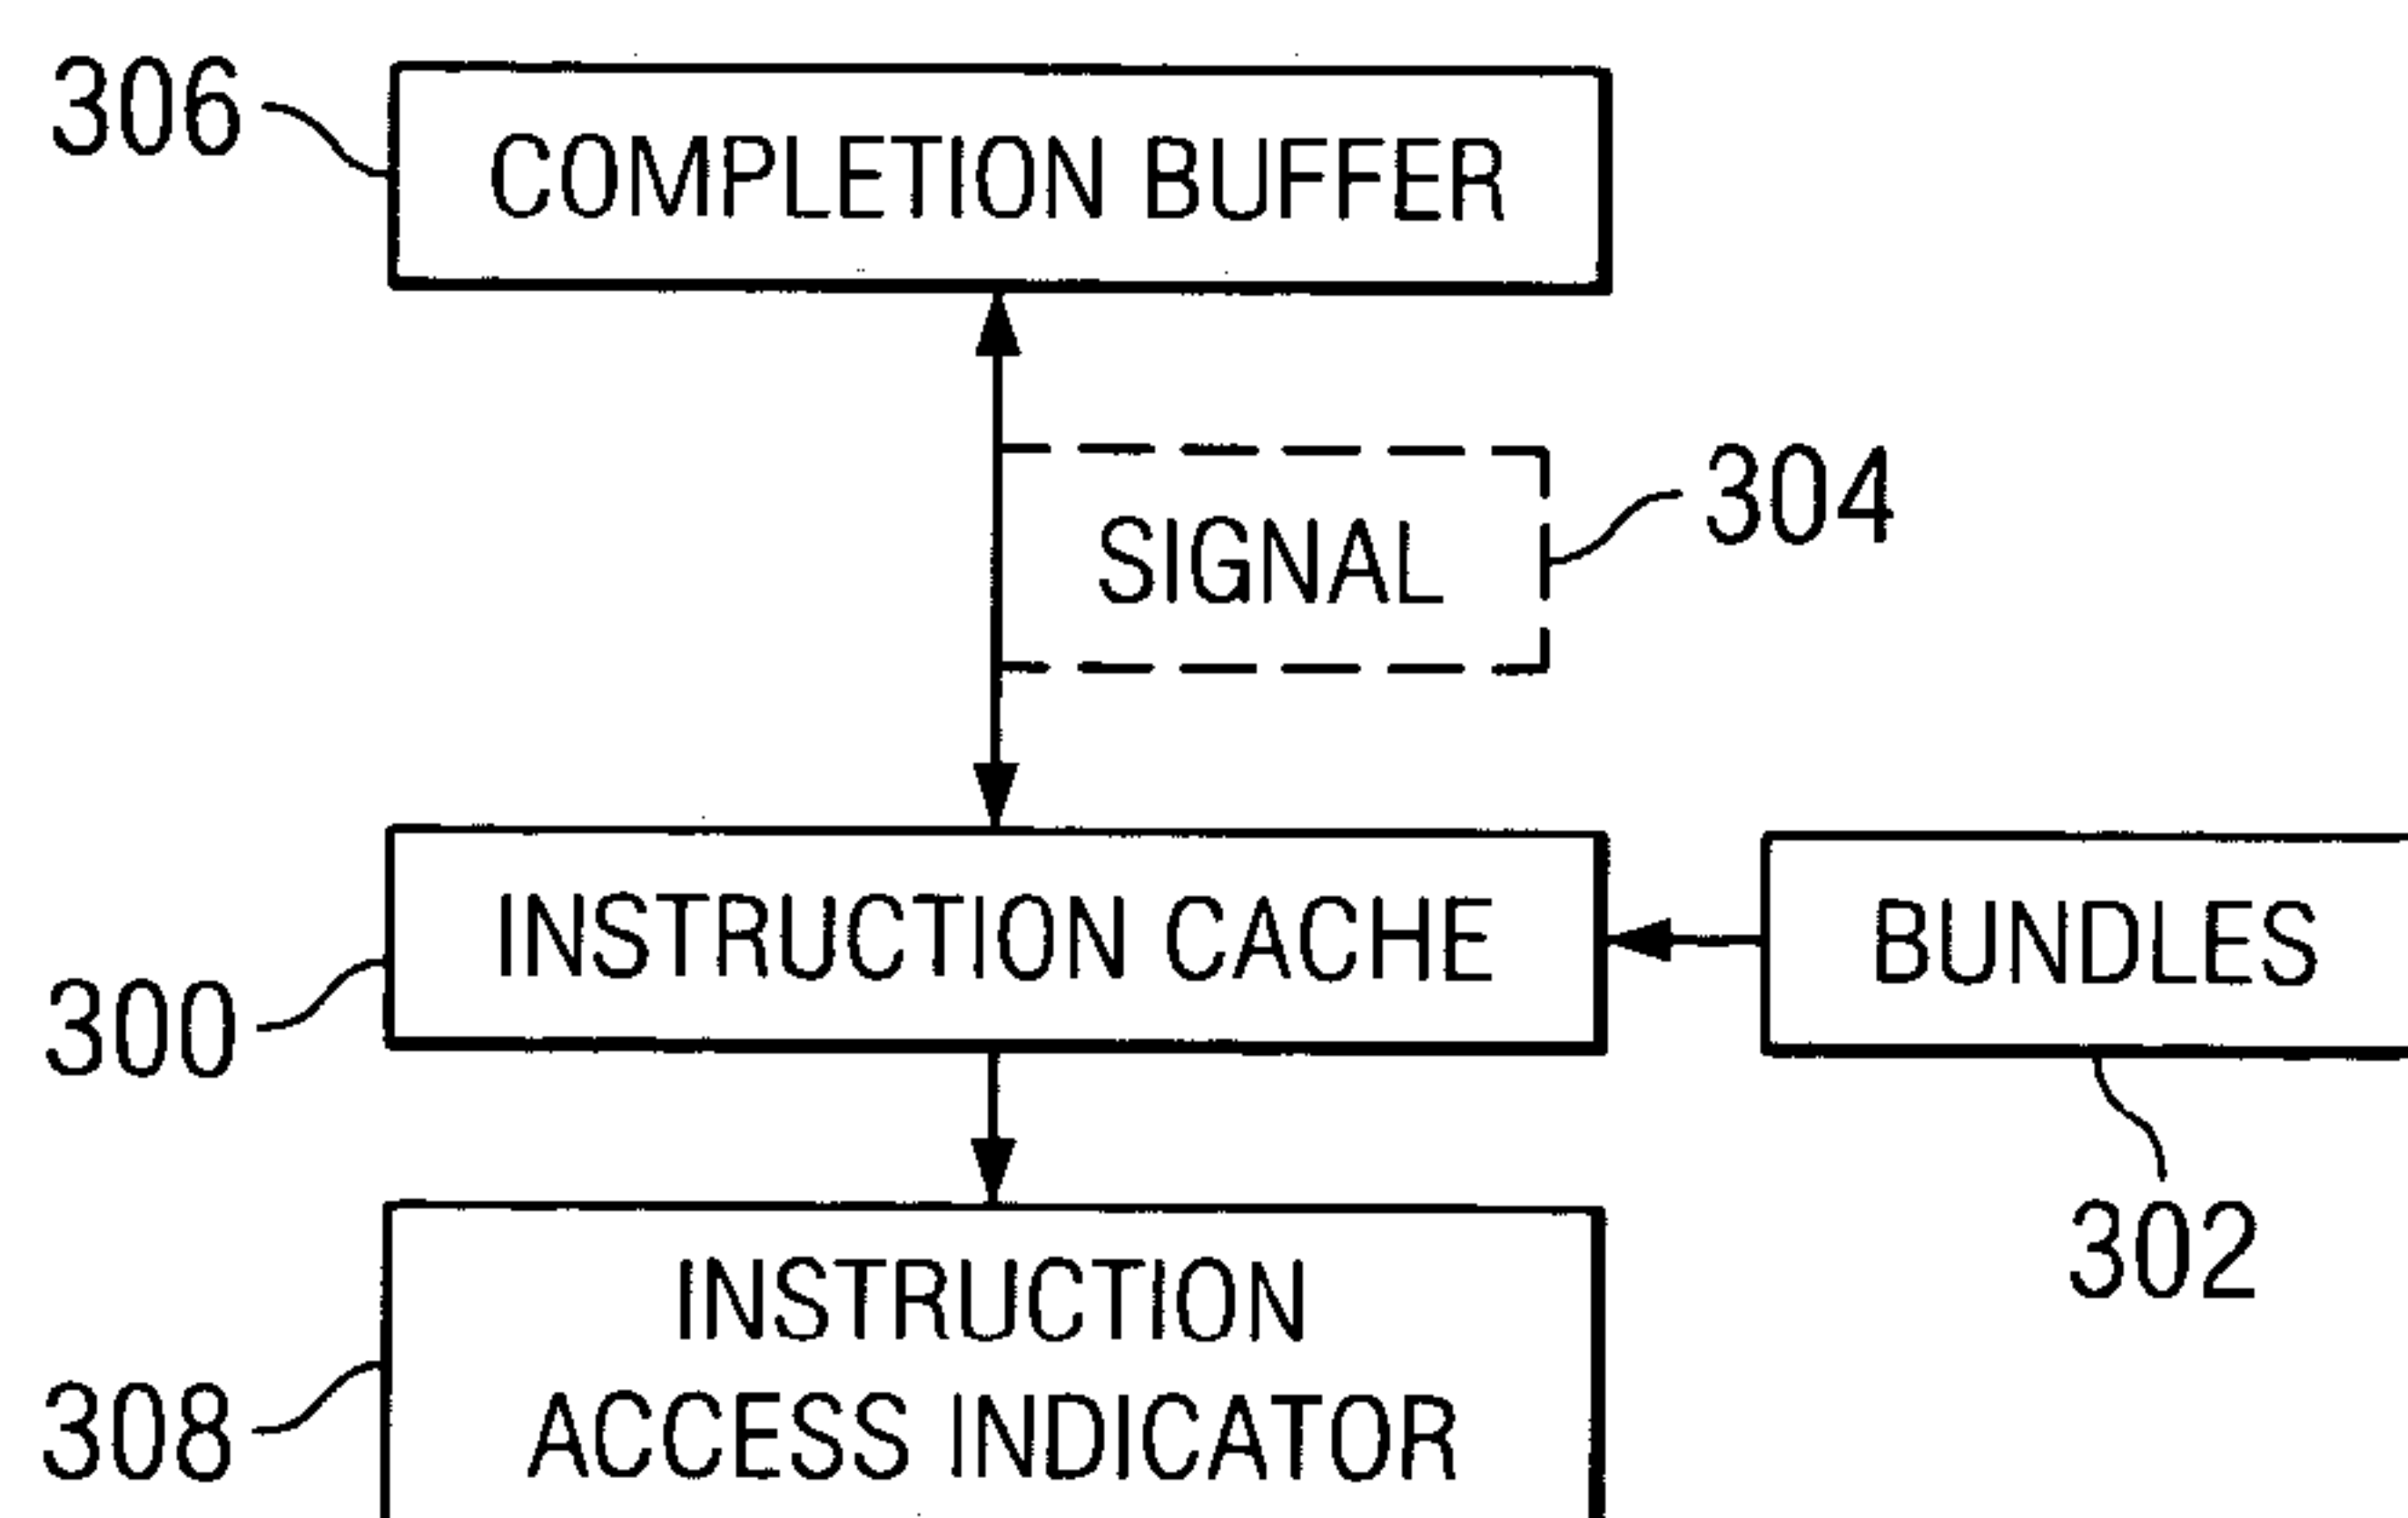 306
COMPLETION BUFFER
SIGNAL
304
INSTRUCTION CACHE
BUNDLES
300
302
INSTRUCTION
ACCESS INDICATOR
308